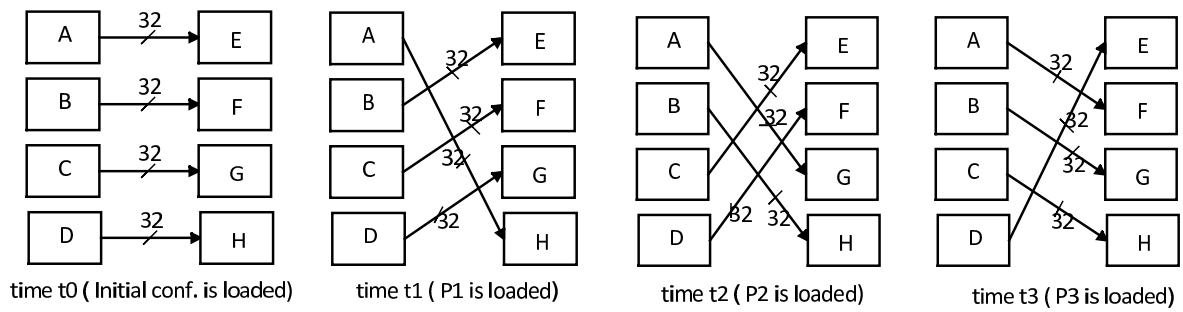 A 32 E
B 32 F
C 32 G
D 32 H
time t0 ( Initial conf. is loaded)
A E
B 32 F
C 32 G
32
D 32 H
time t1 ( P1 is loaded)
A E
32
B 32 F
C G
D 32 32 H
time t2 ( P2 is loaded)
A 32 E
B 32 F
C 32 G
D 32 H
time t3 ( P3 is loaded)